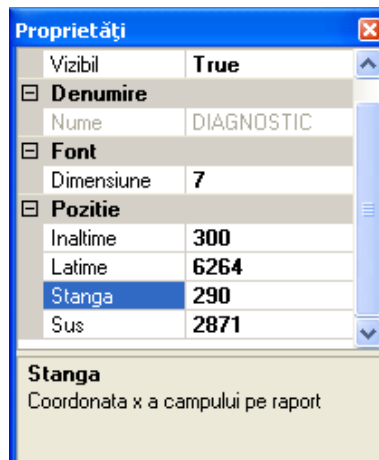 Proprietăţi
Vizibil True
Denumire
Nume DIAGNOSTIC
Font
Dimensiune 7
Pozitie
Inaltime 300
Latime 6264
Stanga 290
Sus 2871
Stanga
Coordonata x a campului pe raport